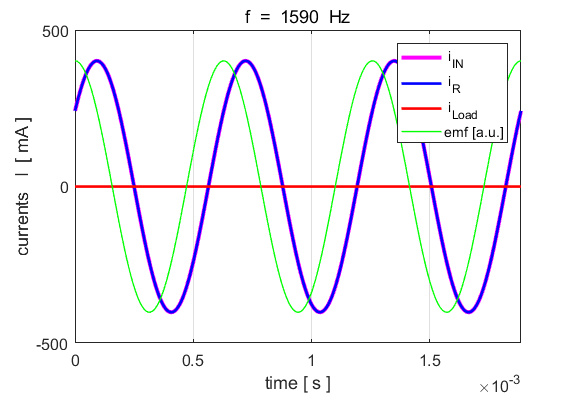 f = 1590 Hz
currents I [ mA ]
500
0
-500
i_IN
i_R
i_Load
emf [a.u.]
0 0.5 1 1.5
×10^-3
time [ s ]